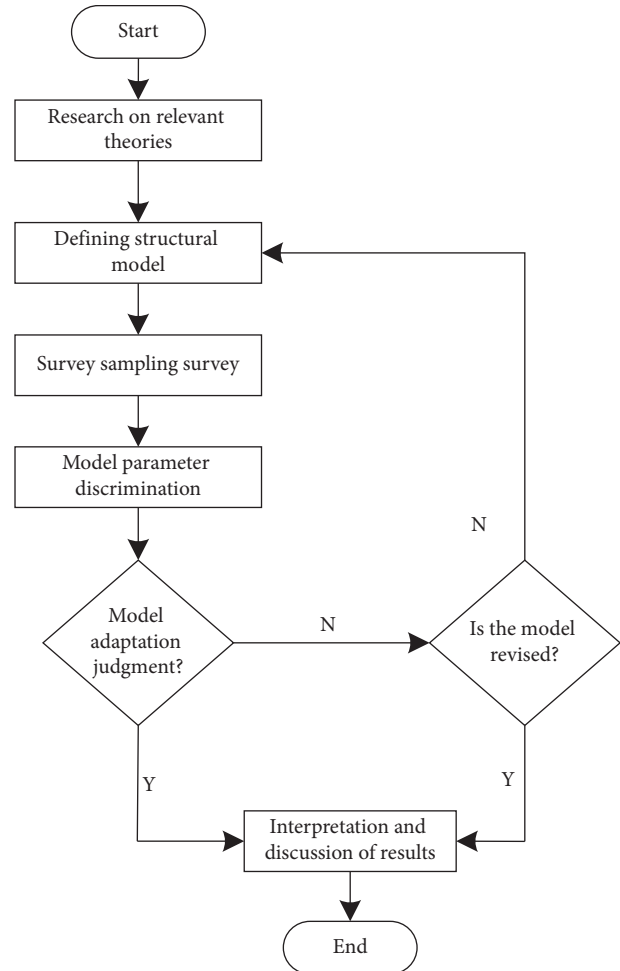 Start
Research on relevant
theories
Defining structural
model
Survey sampling survey
Model parameter
discrimination
N
Model
adaptation
judgment?
N
Is the model
revised?
Y
Y
Interpretation and
discussion of results
End